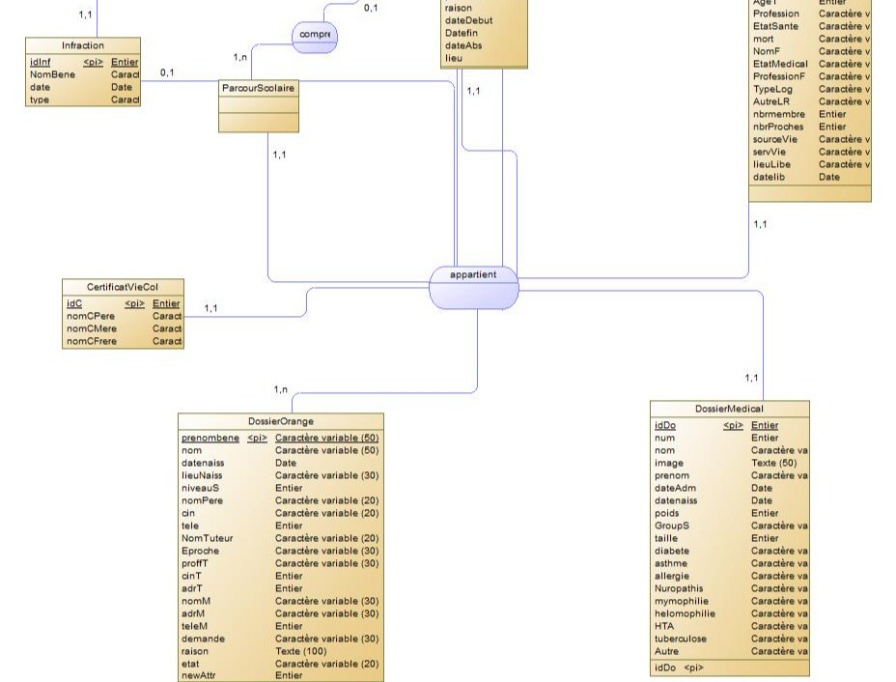 1,1
0,1
compre
1,n
Infraction
idInf <pi> Entier
NomBene Caract
date Date
type Caract
0,1
ParcourScolaire
1,1
raison
dateDebut
Datefin
dateAbs
lieu
1,1
AgeT Entier
Profession Caractère v
EtatSante Caractère v
mort Caractère v
NomF Caractère v
EtatMedical Caractère v
ProfessionF Caractère v
TypeLog Caractère v
AutreLR Caractère v
nbrmembre Entier
nbrProches Entier
sourceVie Caractère v
servVie Caractère v
lieuLibe Caractère v
datelib Date
1,1
appartient
CertificatVieCol
idC <pi> Entier
nomCPere Caract
nomCMere Caract
nomCFrere Caract
1,1
1,n
DossierOrange
prenombene <pi> Caractère variable (50)
nom Caractère variable (50)
datenaiss Date
lieuNaiss Caractère variable (30)
niveauS Entier
nomPere Caractère variable (20)
cin Caractère variable (20)
tele Entier
NomTuteur Caractère variable (20)
Eproche Caractère variable (30)
proffT Caractère variable (30)
cinT Entier
adrT Entier
nomM Caractère variable (30)
adrM Caractère variable (30)
teleM Entier
demande Caractère variable (30)
raison Texte (100)
etat Caractère variable (20)
newAttr Entier
1,1
DossierMedical
idDo <pi> Entier
num Entier
nom Caractère va
image Texte (50)
prenom Caractère va
dateAdm Date
datenaiss Date
poids Entier
GroupS Caractère va
taille Entier
diabete Caractère va
asthme Caractère va
allergie Caractère va
Nuropathis Caractère va
mymophilie Caractère va
helomophilie Caractère va
HTA Caractère va
tuberculose Caractère va
Autre Caractère va
idDo <pi>